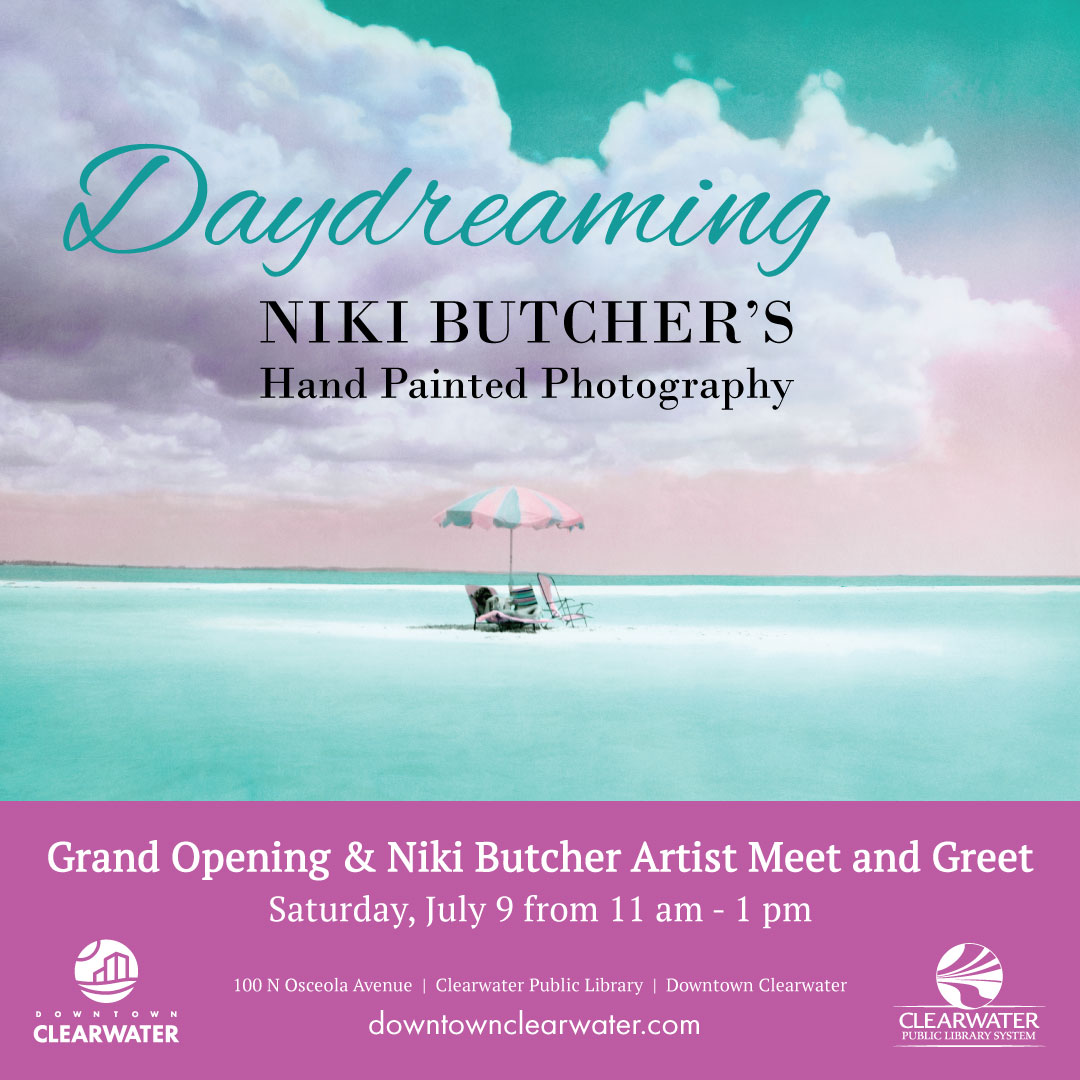 Daydreaming
NIKI BUTCHER’S
Hand Painted Photography
Grand Opening & Niki Butcher Artist Meet and Greet
Saturday, July 9 from 11 am - 1 pm
100 N Osceola Avenue | Clearwater Public Library | Downtown Clearwater
downtownclearwater.com
DOWNTOWN
CLEARWATER
CLEARWATER
PUBLIC LIBRARY SYSTEM